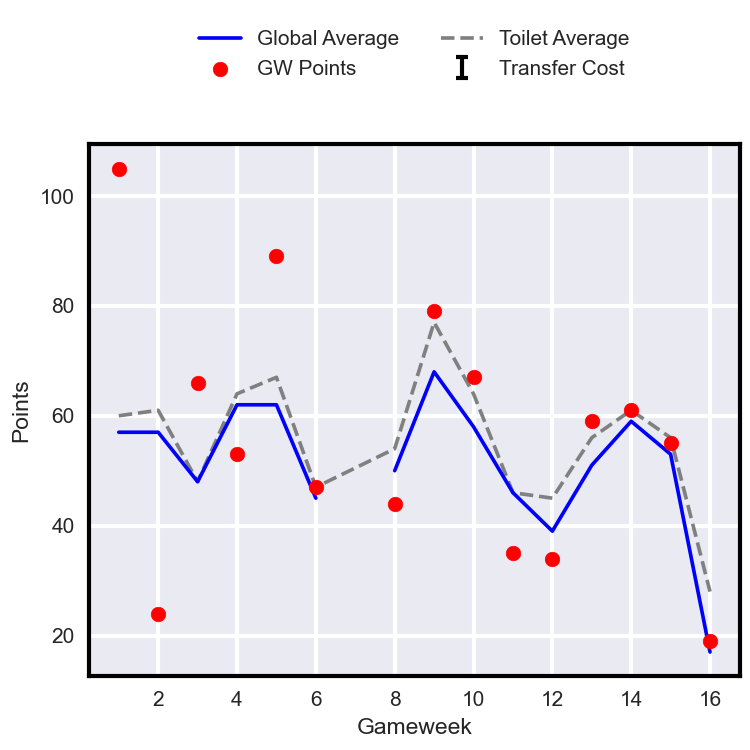 Global Average
Toilet Average
GW Points
Transfer Cost
100
80
60
40
20
Points
2
4
6
8
10
12
14
16
Gameweek